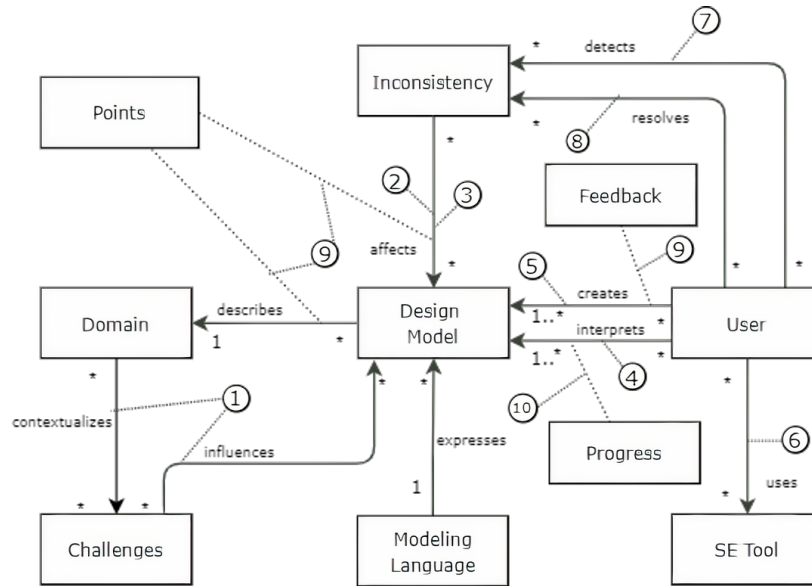 7
*
detects
Inconsistency
Points
*
8
resolves
*
2
3
Feedback
9
affects
9
*
5
*
*
describes
creates
Domain
Design
Model
User
1
*
1..*
*
interprets
*
1..*
*
4
*
*
*
*
10
1
contextualizes
influences
expresses
Progress
6
1
uses
*
*
*
Challenges
Modeling
Language
SE Tool